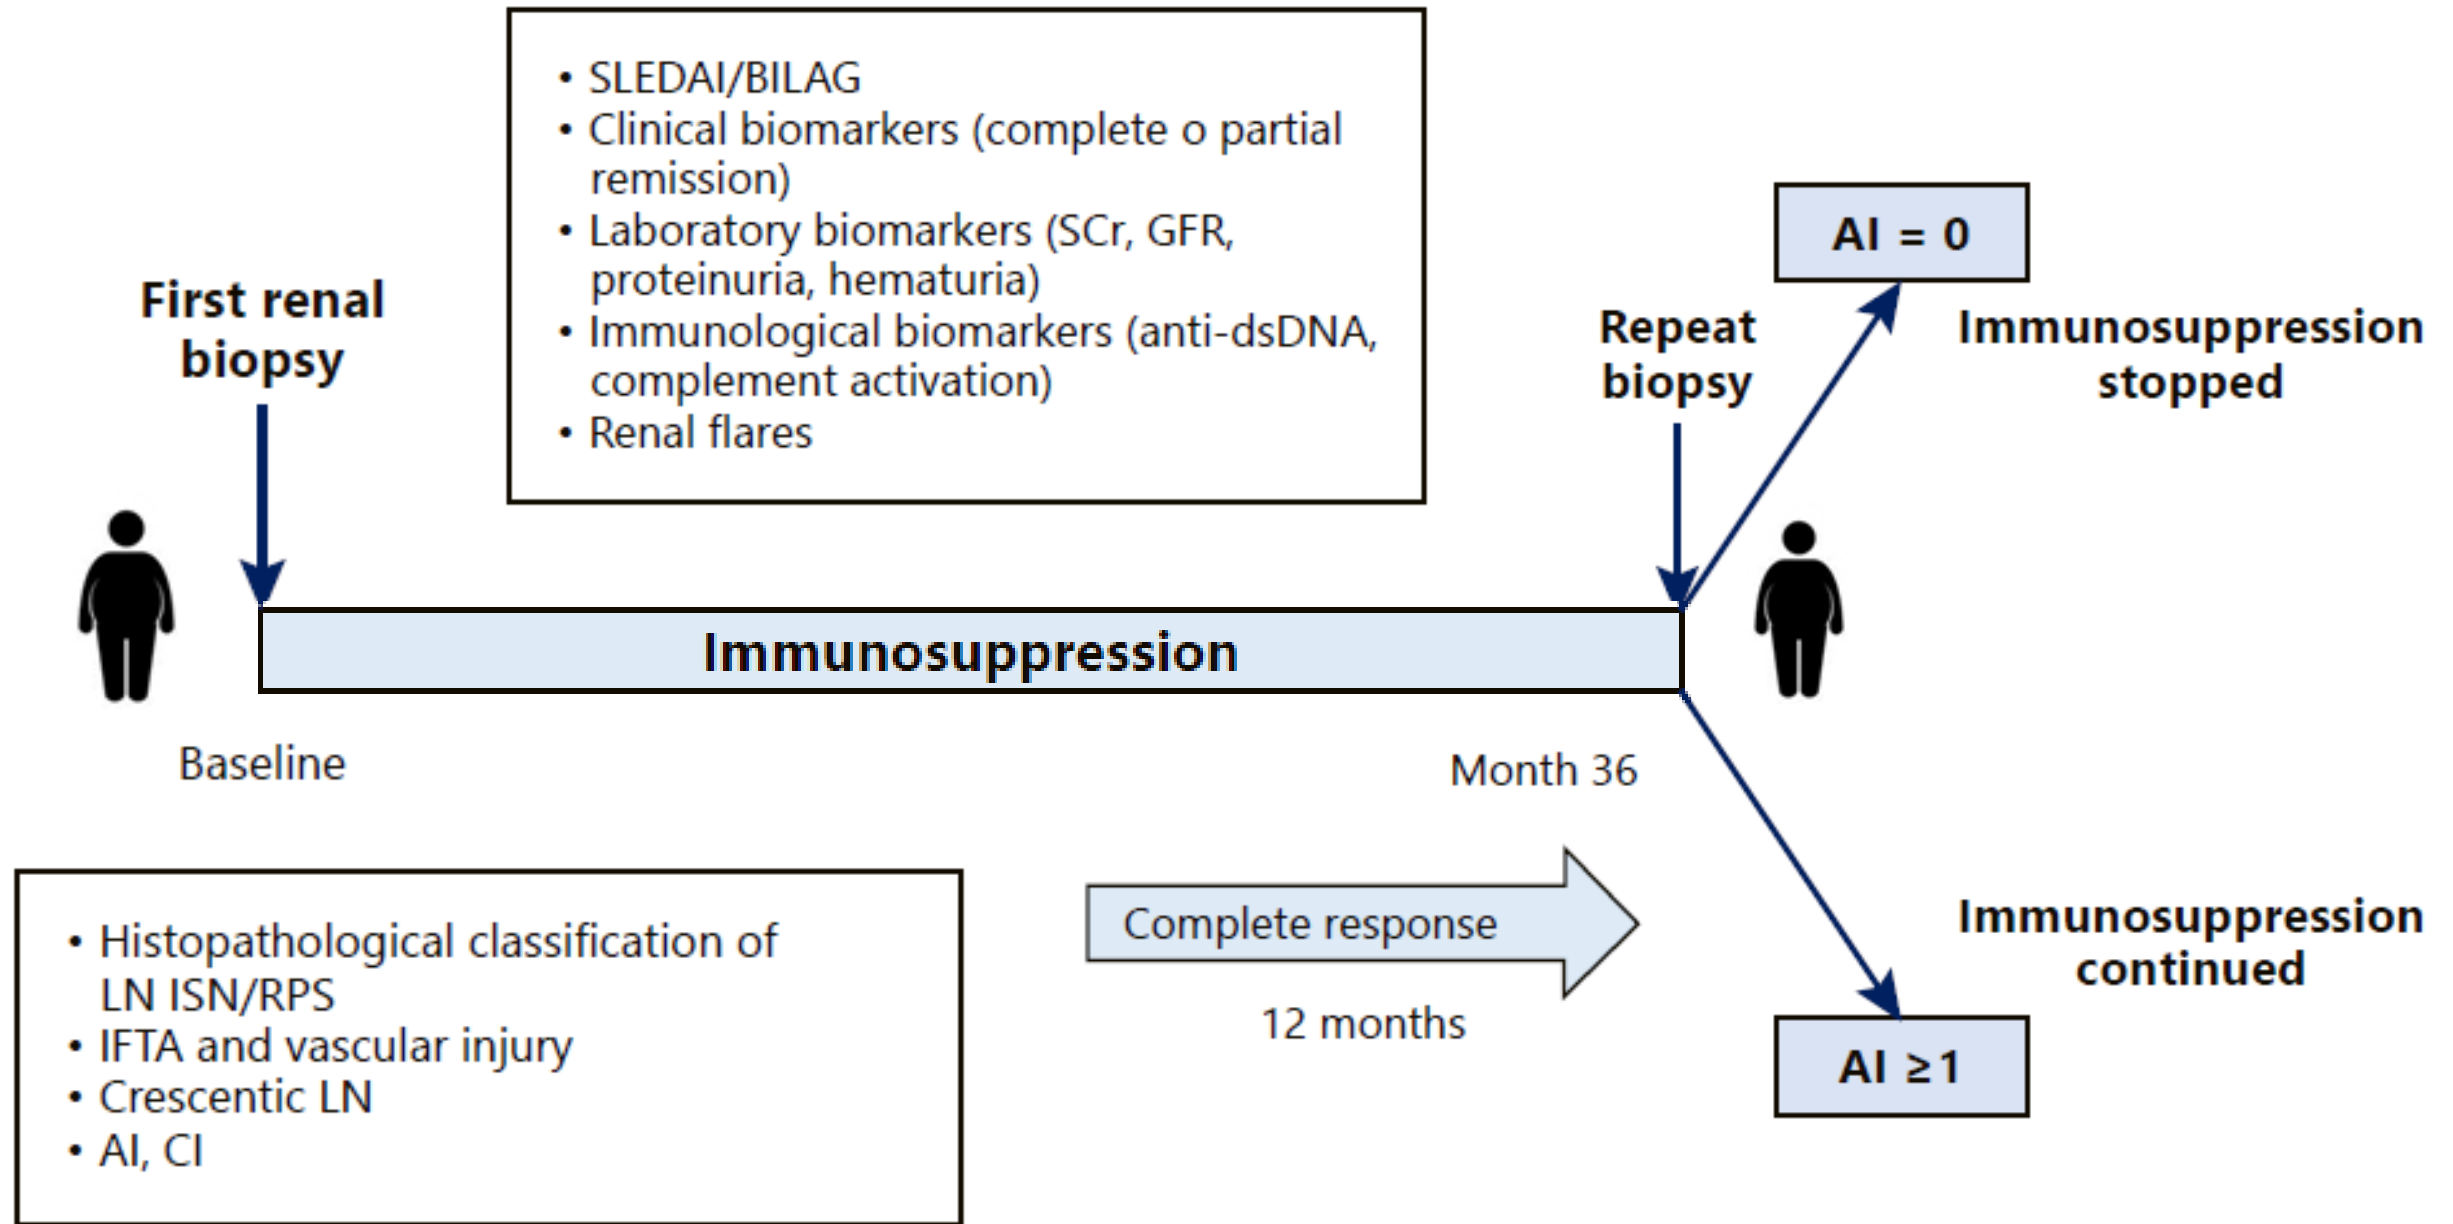 • SLEDAI/BILAG
• Clinical biomarkers (complete o partial
remission)
• Laboratory biomarkers (SCr, GFR,
proteinuria, hematuria)
• Immunological biomarkers (anti-dsDNA,
complement activation)
• Renal flares
First renal
biopsy
Repeat
biopsy
AI = 0
Immunosuppression
stopped
Immunosuppression
Baseline
Month 36
• Histopathological classification of
LN ISN/RPS
• IFTA and vascular injury
• Crescentic LN
• AI, CI
Complete response
12 months
Immunosuppression
continued
AI ≥1